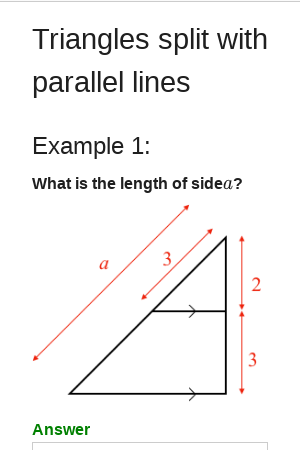 Triangles split with
parallel lines
Example 1:
What is the length of side a?
a
3
2
3
Answer